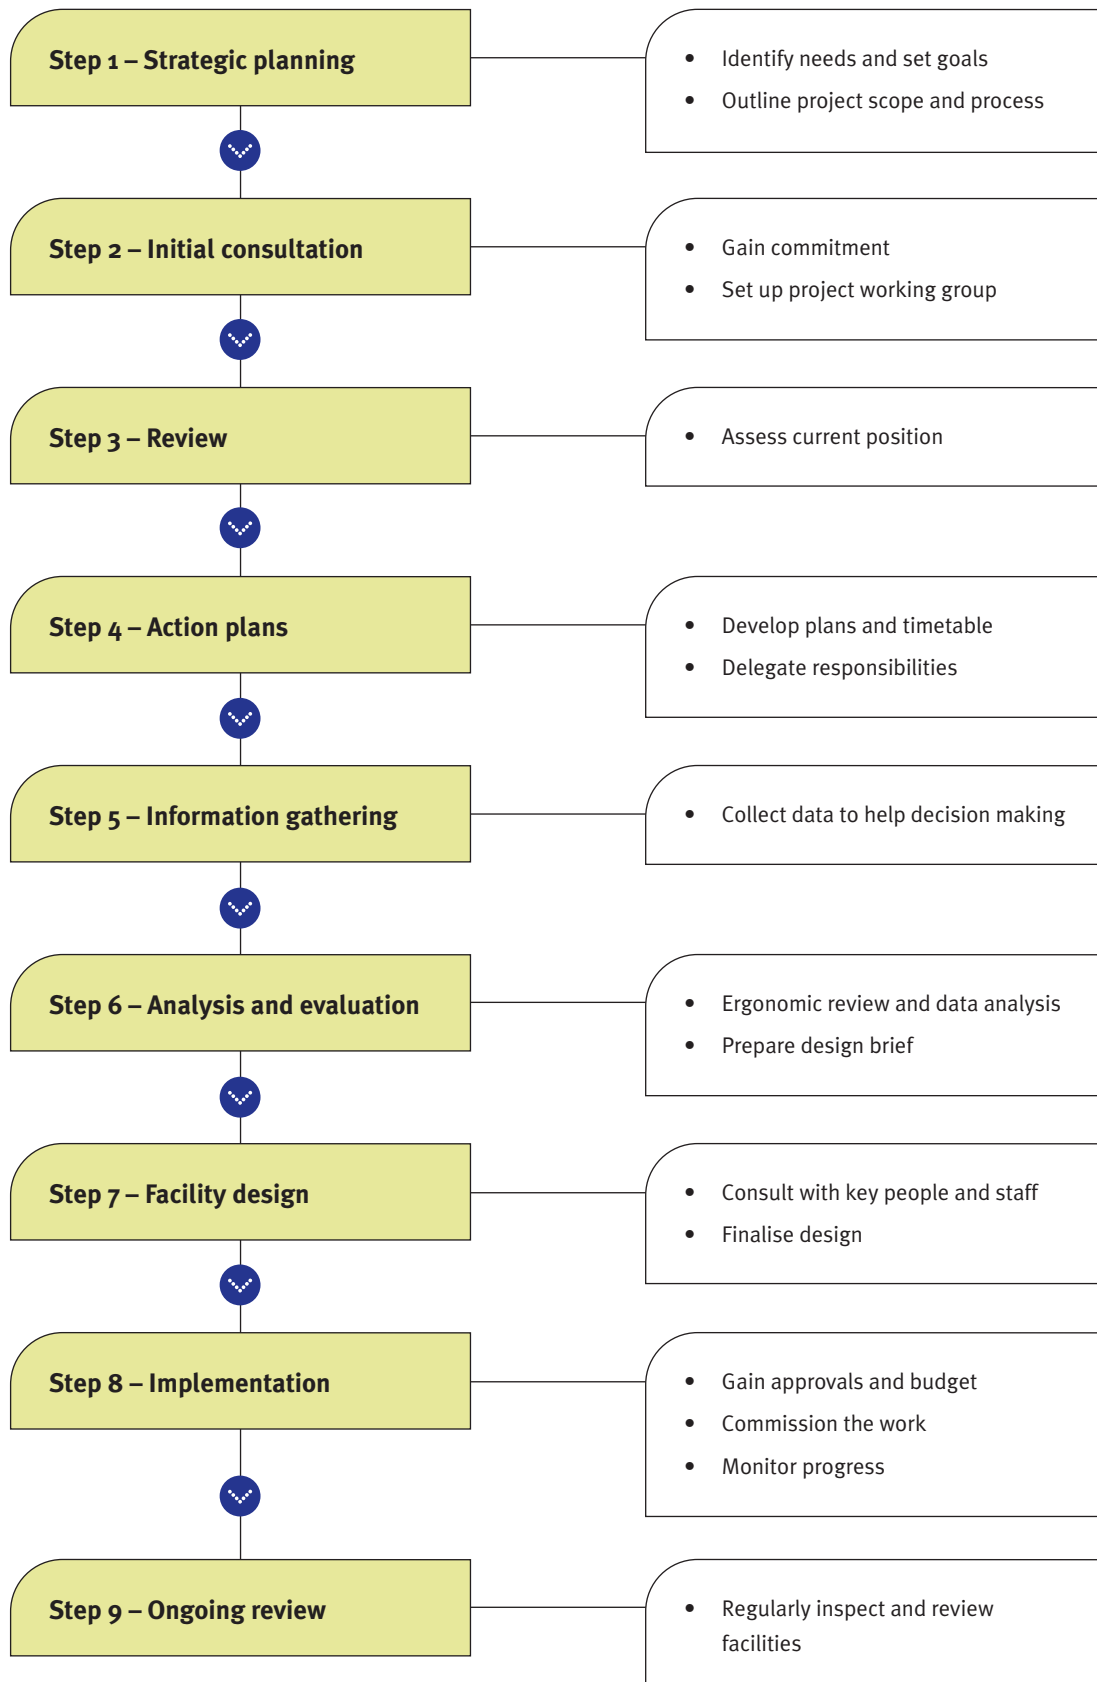 Step 1 – Strategic planning
• Identify needs and set goals
• Outline project scope and process
Step 2 – Initial consultation
• Gain commitment
• Set up project working group
Step 3 – Review
• Assess current position
Step 4 – Action plans
• Develop plans and timetable
• Delegate responsibilities
Step 5 – Information gathering
• Collect data to help decision making
Step 6 – Analysis and evaluation
• Ergonomic review and data analysis
• Prepare design brief
Step 7 – Facility design
• Consult with key people and staff
• Finalise design
Step 8 – Implementation
• Gain approvals and budget
• Commission the work
• Monitor progress
Step 9 – Ongoing review
• Regularly inspect and review
facilities